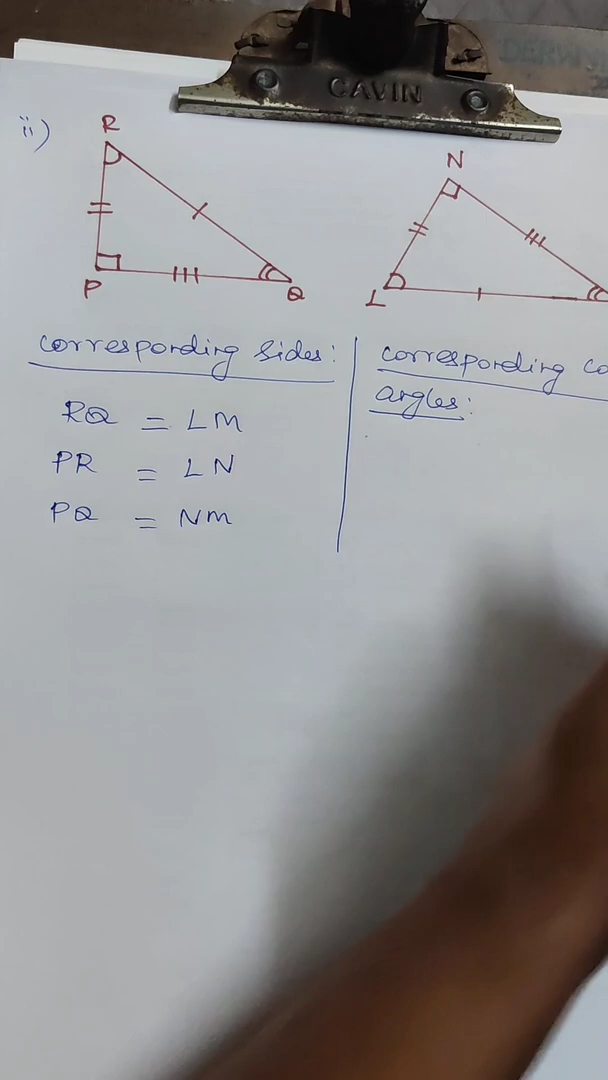 CAVIN
ii)
R
N
P
Q
L
corresponding sides:
corresponding
angles:
RQ = LM
PR = LN
PQ = NM